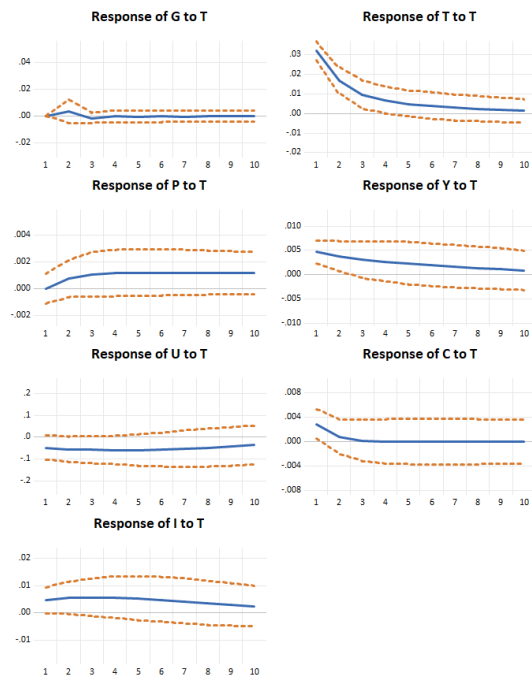 Response of G to T
.04
.02
.00
-.02
1 2 3 4 5 6 7 8 9 10
Response of T to T
.03
.02
.01
.00
-.01
-.02
1 2 3 4 5 6 7 8 9 10
Response of P to T
.004
.002
.000
-.002
1 2 3 4 5 6 7 8 9 10
Response of Y to T
.010
.005
.000
-.005
-.010
1 2 3 4 5 6 7 8 9 10
Response of U to T
.2
.1
.0
-.1
-.2
1 2 3 4 5 6 7 8 9 10
Response of C to T
.008
.004
.000
-.004
-.008
1 2 3 4 5 6 7 8 9 10
Response of I to T
.02
.01
.00
-.01
1 2 3 4 5 6 7 8 9 10